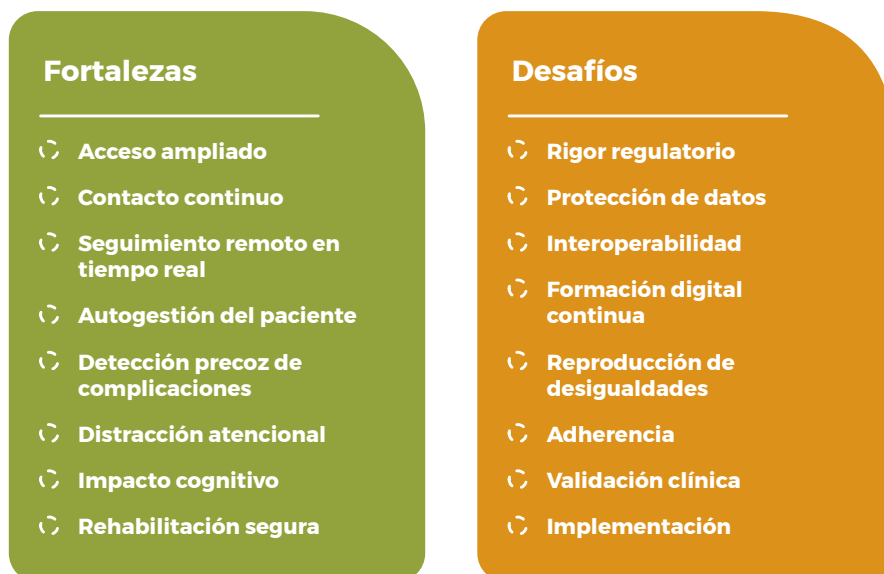 Fortalezas
Acceso ampliado
Contacto continuo
Seguimiento remoto en
tiempo real
Autogestión del paciente
Detección precoz de
complicaciones
Distracción atencional
Impacto cognitivo
Rehabilitación segura
Desafíos
Rigor regulatorio
Protección de datos
Interoperabilidad
Formación digital
continua
Reproducción de
desigualdades
Adherencia
Validación clínica
Implementación